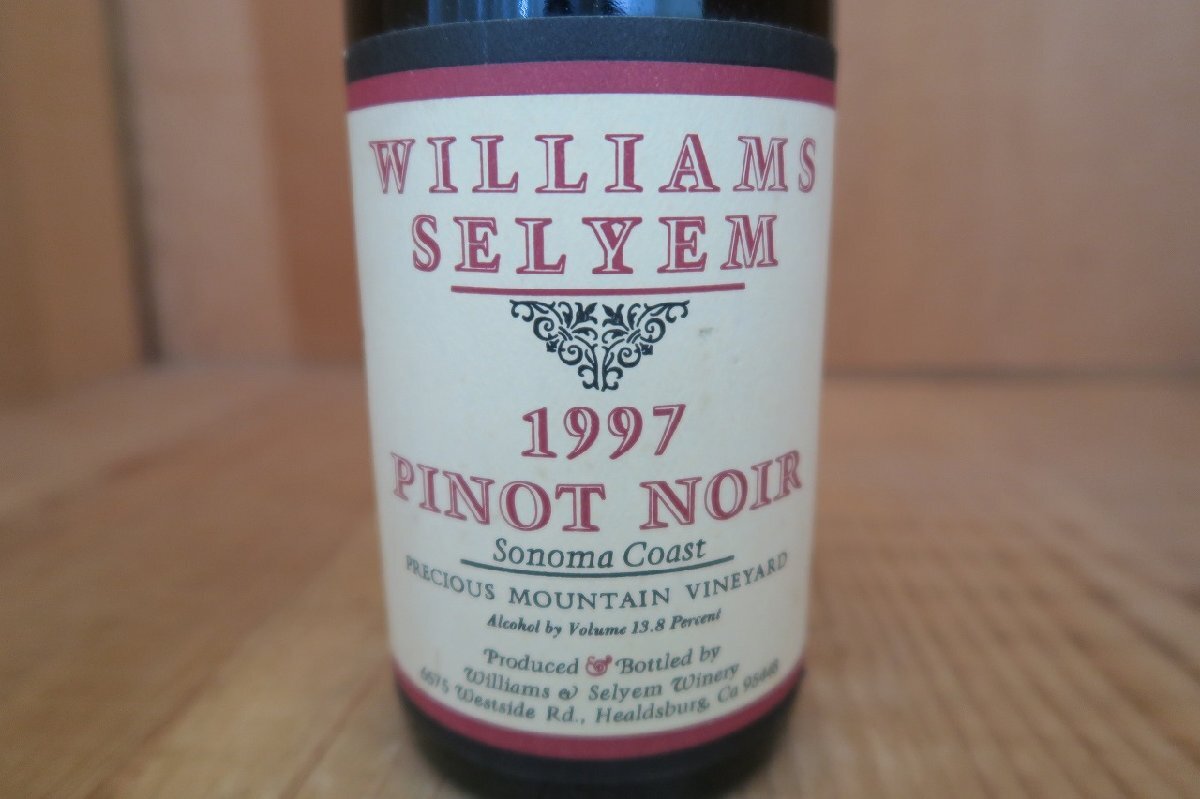 WILLIAMS
SELYEM
1997
PINOT NOIR
Sonoma Coast
PRECIOUS MOUNTAIN VINEYARD
Alcohol by Volume 13.8 Percent
Produced & Bottled by
Williams & Selyem Winery
6575 Westside Rd., Healdsburg, Ca 95448